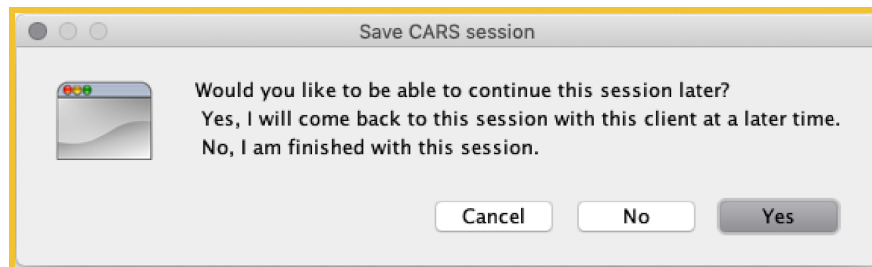 Save CARS session
Would you like to be able to continue this session later?
Yes, I will come back to this session with this client at a later time.
No, I am finished with this session.
Cancel No Yes